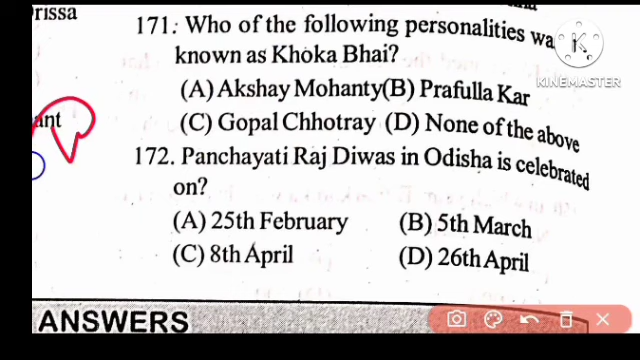 rissa
171. Who of the following personalities wa
known as Khoka Bhai?
(A) Akshay Mohanty (B) Prafulla Kar
ant
(C) Gopal Chhotray (D) None of the above
172. Panchayati Raj Diwas in Odisha is celebrated
on?
(A) 25th February (B) 5th March
(C) 8th April (D) 26th April
ANSWERS
K
KINEMASTER